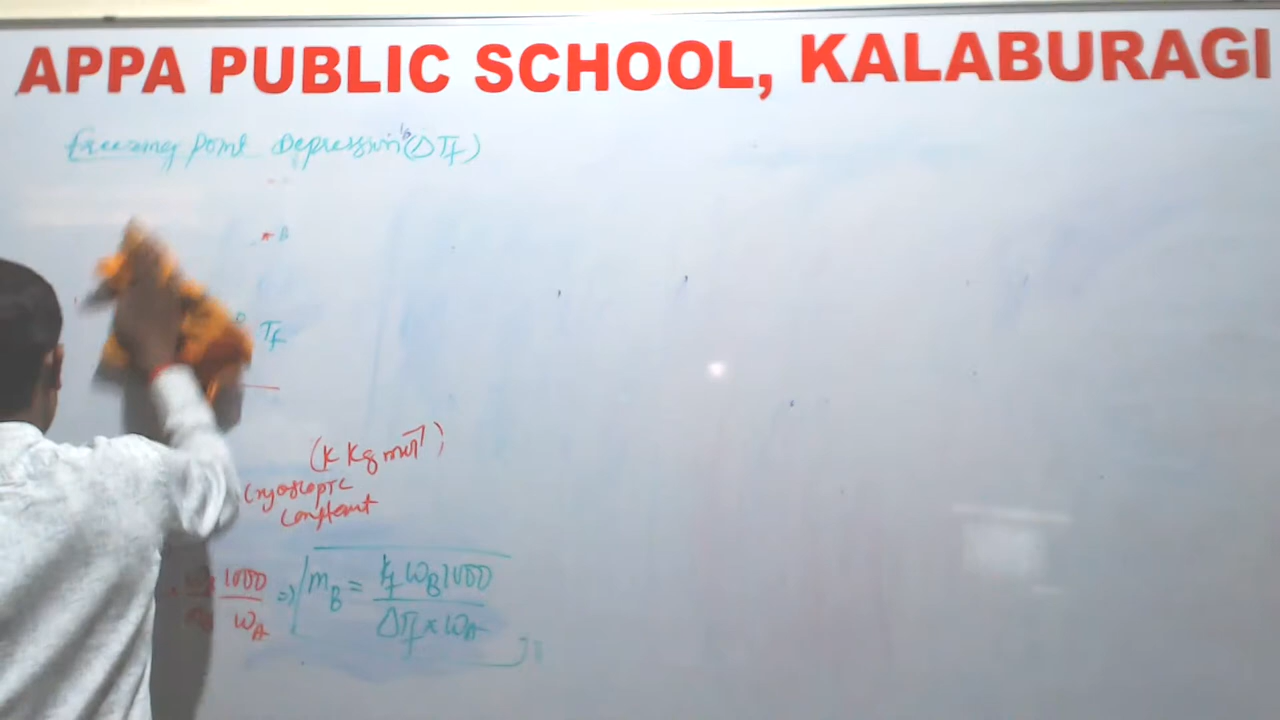 APPA PUBLIC SCHOOL, KALABURAGI
Freezing point Depression (ΔTf)
B
Tf
(K Kg mol⁻¹)
Cryoscopic
constant
1000/wA ⇒ mB = Kf wB 1000 / ΔTf × wA